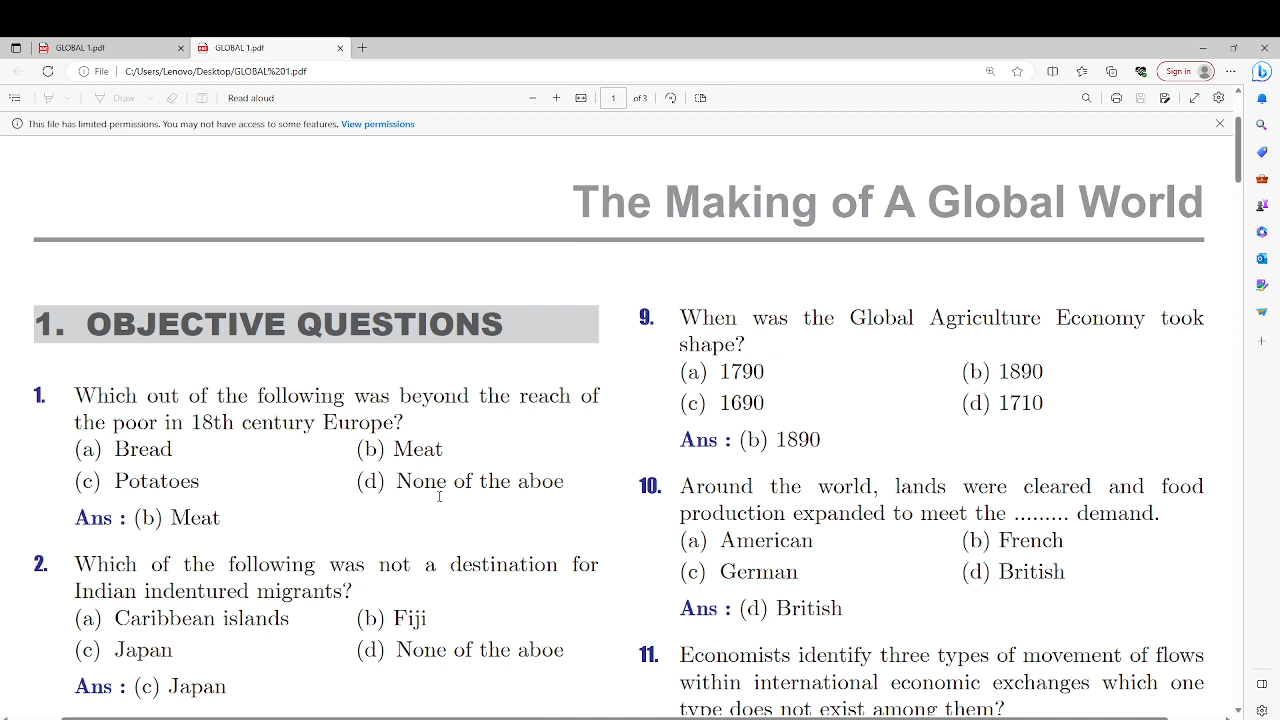 GLOBAL 1.pdf
GLOBAL 1.pdf
File
C:/Users/Lenovo/Desktop/GLOBAL%201.pdf
Sign in
Draw
Read aloud
1
of 3
This file has limited permissions. You may not have access to some features. View permissions
The Making of A Global World
1. OBJECTIVE QUESTIONS
1. Which out of the following was beyond the reach of
the poor in 18th century Europe?
(a) Bread (b) Meat
(c) Potatoes (d) None of the aboe
Ans : (b) Meat
2. Which of the following was not a destination for
Indian indentured migrants?
(a) Caribbean islands (b) Fiji
(c) Japan (d) None of the aboe
Ans : (c) Japan
9. When was the Global Agriculture Economy took
shape?
(a) 1790 (b) 1890
(c) 1690 (d) 1710
Ans : (b) 1890
10. Around the world, lands were cleared and food
production expanded to meet the ......... demand.
(a) American (b) French
(c) German (d) British
Ans : (d) British
11. Economists identify three types of movement of flows
within international economic exchanges which one
type does not exist among them?